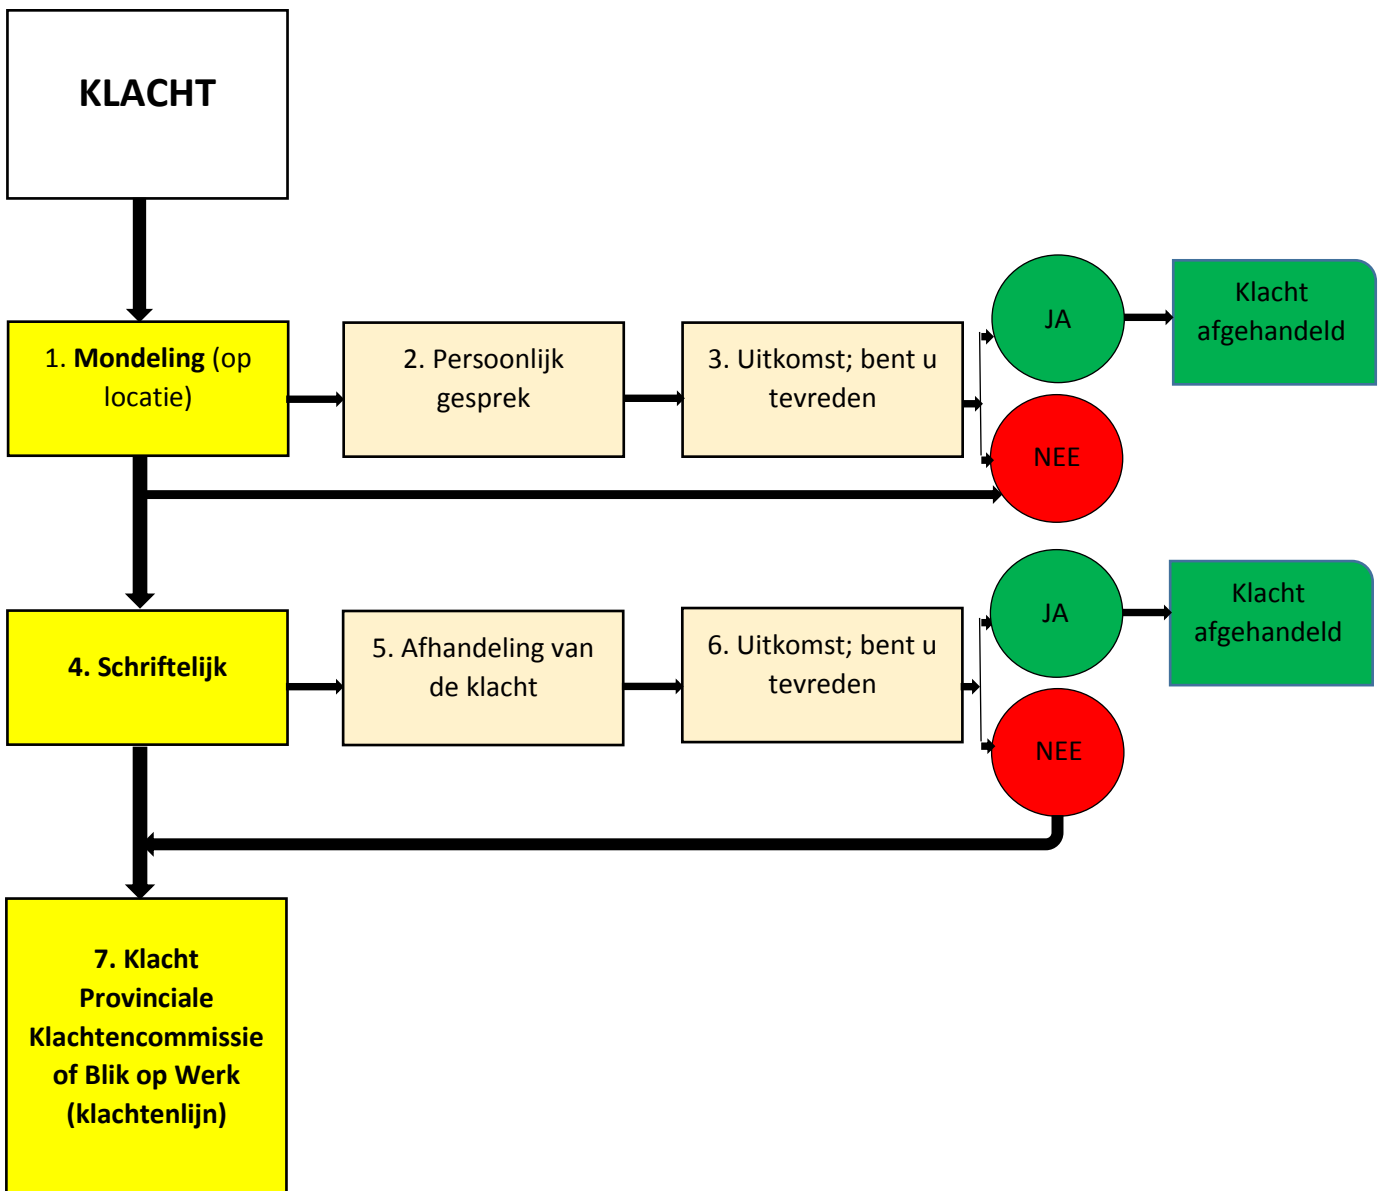 KLACHT
1. Mondeling (op
locatie)
2. Persoonlijk
gesprek
3. Uitkomst; bent u
tevreden
JA
Klacht
afgehandeld
NEE
4. Schriftelijk
5. Afhandeling van
de klacht
6. Uitkomst; bent u
tevreden
JA
Klacht
afgehandeld
NEE
7. Klacht
Provinciale
Klachtencommissie
of Blik op Werk
(klachtenlijn)